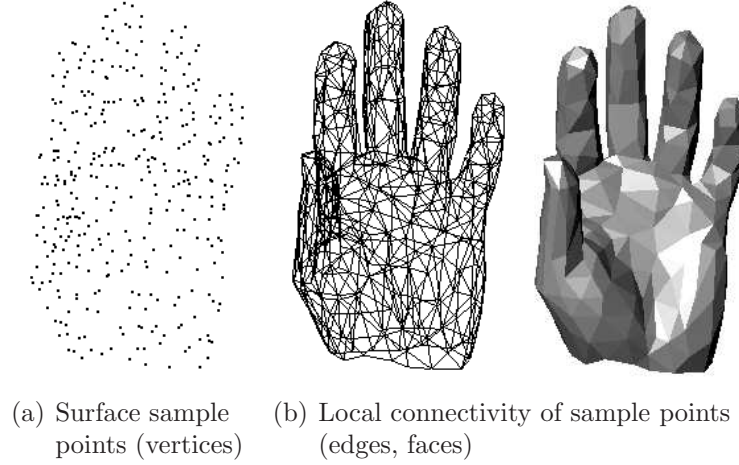 (a) Surface sample
points (vertices)
(b) Local connectivity of sample points
(edges, faces)